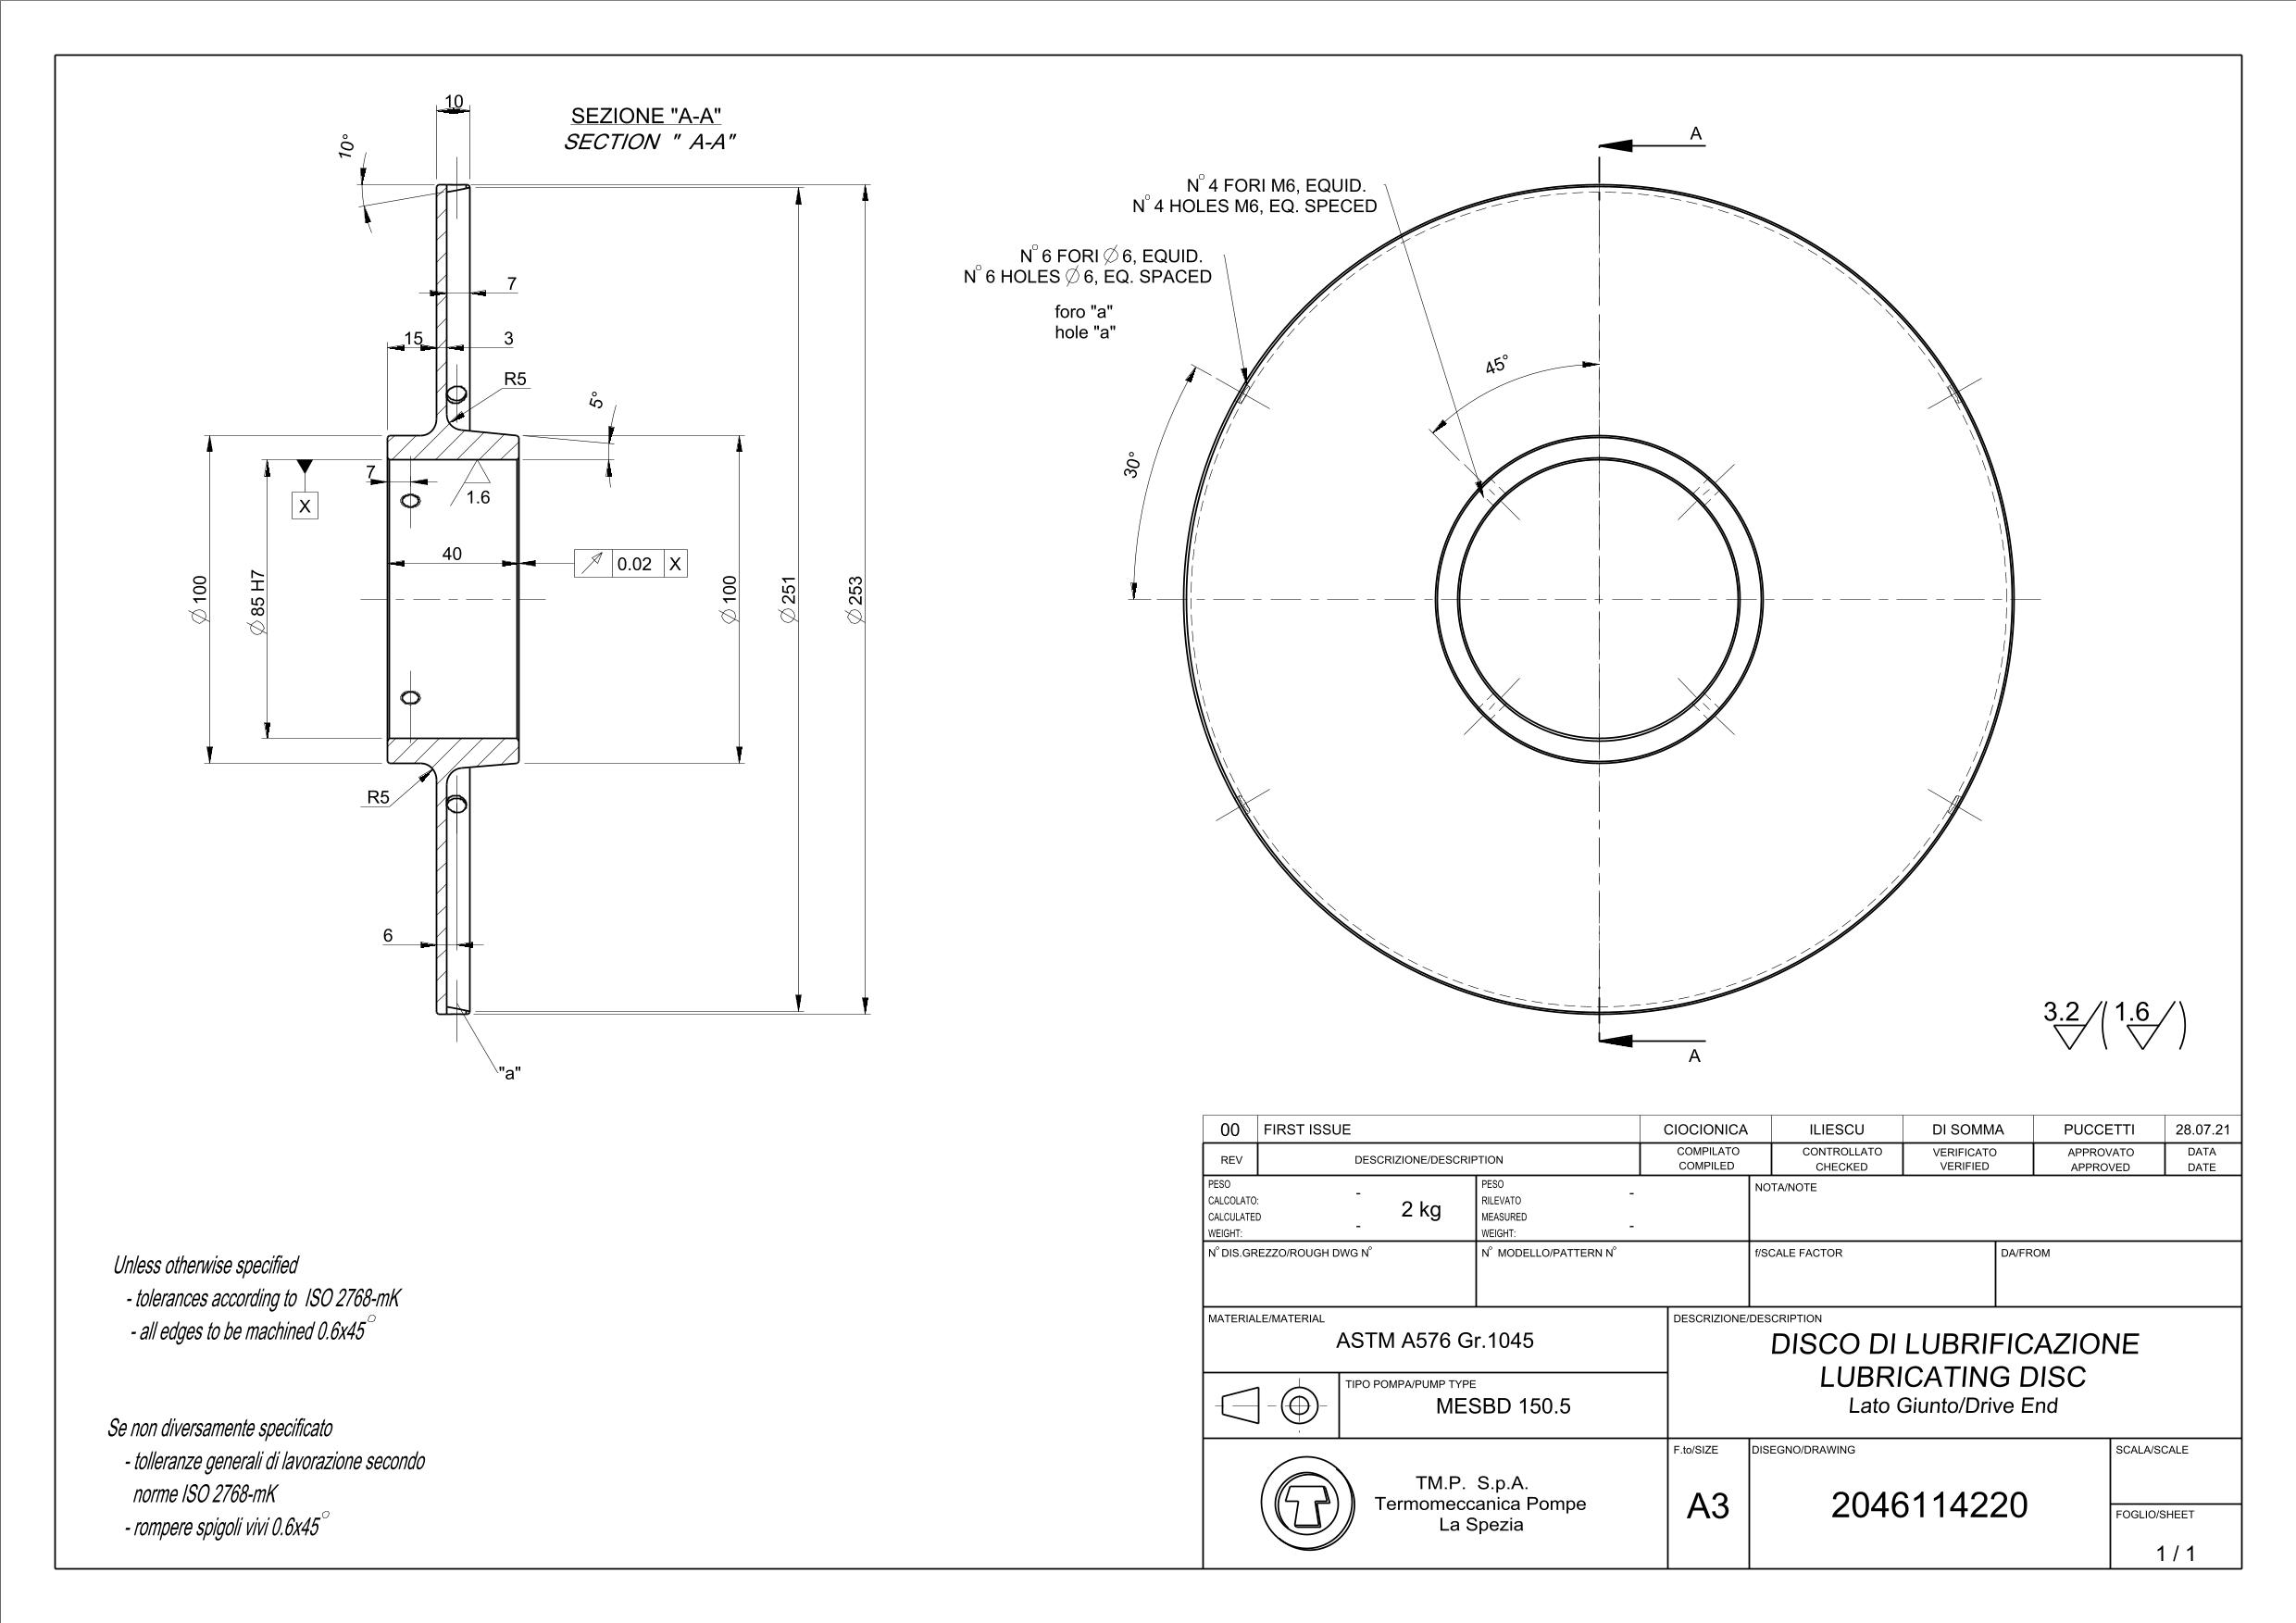 10
SEZIONE "A-A"
SECTION " A-A"
10°
7
15
3
R5
5°
7
X
1.6
40
0.02 X
⌀ 100
⌀ 85 H7
⌀ 100
⌀ 251
⌀ 253
R5
6
"a"
A
N° 4 FORI M6, EQUID.
N° 4 HOLES M6, EQ. SPECED
N° 6 FORI ⌀ 6, EQUID.
N° 6 HOLES ⌀ 6, EQ. SPACED
foro "a"
hole "a"
45°
30°
A
3.2 ( 1.6 )
Unless otherwise specified
- tolerances according to ISO 2768-mK
- all edges to be machined 0.6x45°
Se non diversamente specificato
- tolleranze generali di lavorazione secondo
norme ISO 2768-mK
- rompere spigoli vivi 0.6x45°
00 FIRST ISSUE CIOCIONICA ILIESCU DI SOMMA PUCCETTI 28.07.21
REV DESCRIZIONE/DESCRIPTION
COMPILATO
COMPILED
CONTROLLATO
CHECKED
VERIFICATO
VERIFIED
APPROVATO
APPROVED
DATA
DATE
PESO
CALCOLATO: -
CALCULATED
WEIGHT: -
2 kg
PESO
RILEVATO -
MEASURED
WEIGHT: -
NOTA/NOTE
N° DIS.GREZZO/ROUGH DWG N°
N° MODELLO/PATTERN N°
f/SCALE FACTOR
DA/FROM
MATERIALE/MATERIAL
ASTM A576 Gr.1045
DESCRIZIONE/DESCRIPTION
DISCO DI LUBRIFICAZIONE
LUBRICATING DISC
Lato Giunto/Drive End
TIPO POMPA/PUMP TYPE
MESBD 150.5
TM.P. S.p.A.
Termomeccanica Pompe
La Spezia
F.to/SIZE
A3
DISEGNO/DRAWING
2046114220
SCALA/SCALE
FOGLIO/SHEET
1 / 1